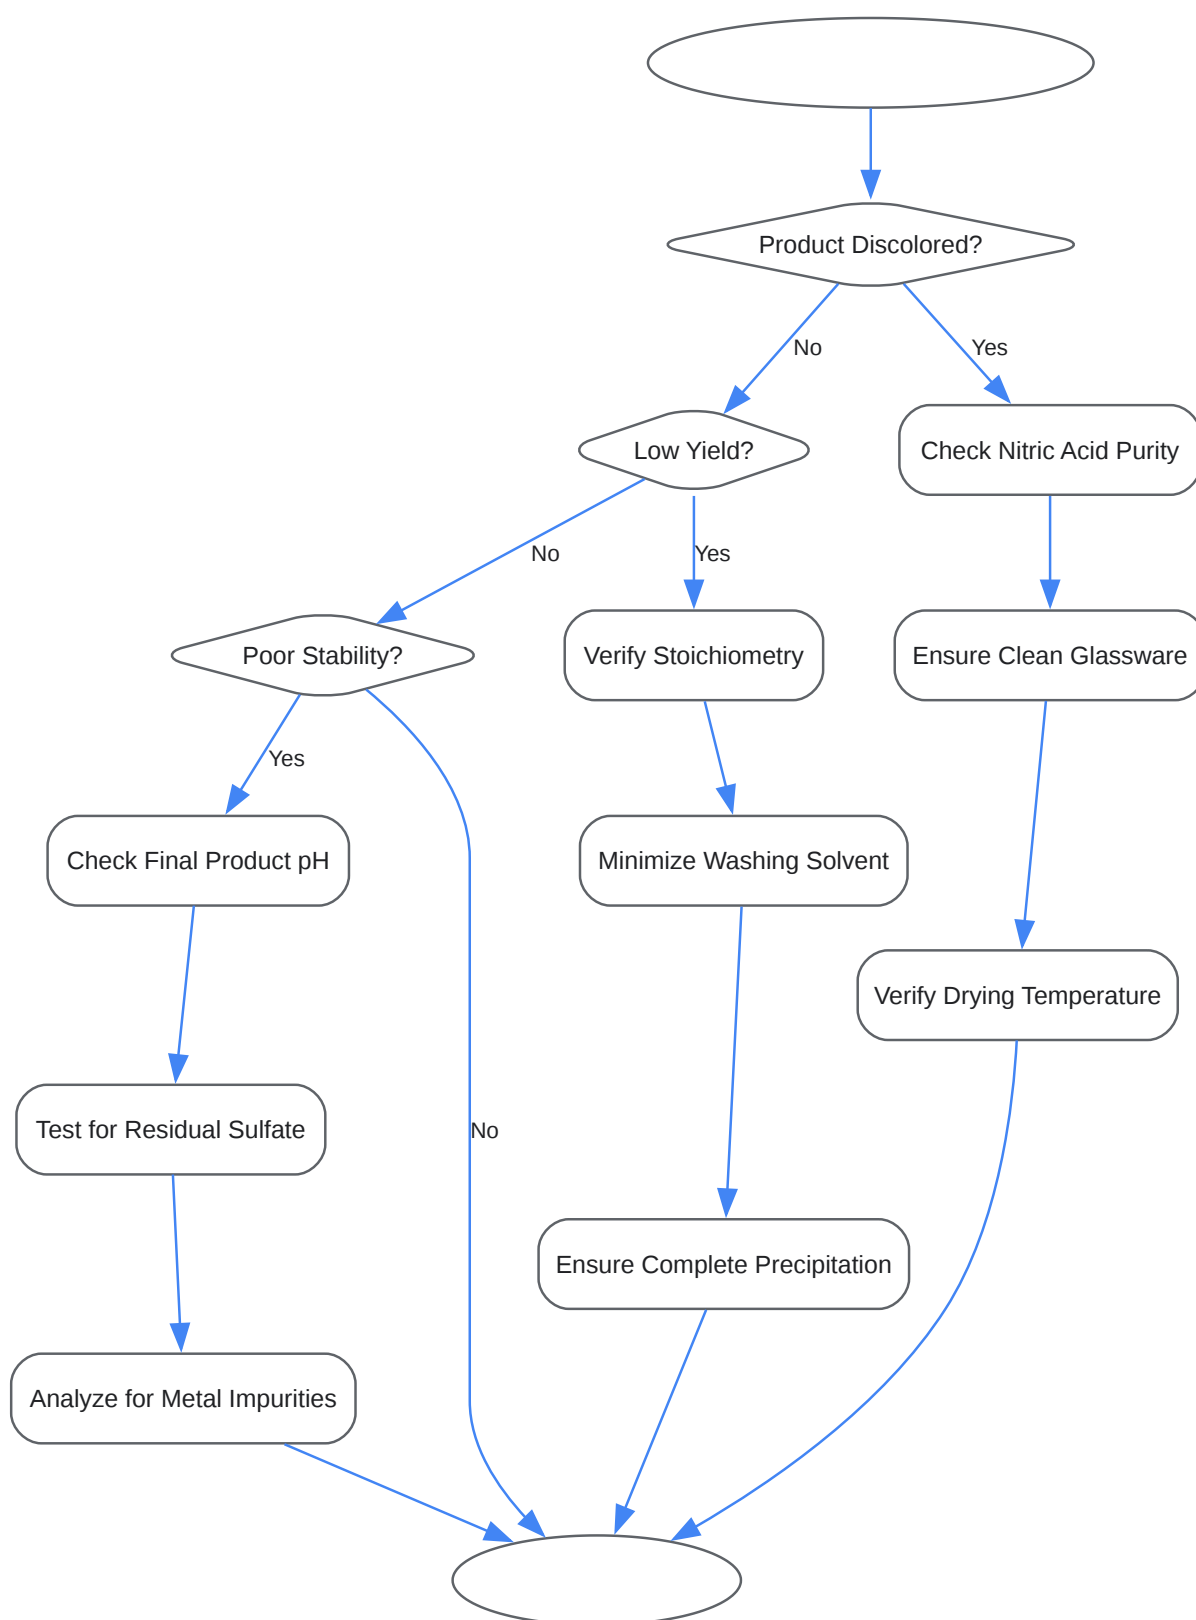 Product Discolored?
No
Yes
Low Yield?
Check Nitric Acid Purity
No
Yes
Poor Stability?
Verify Stoichiometry
Ensure Clean Glassware
Yes
Check Final Product pH
Minimize Washing Solvent
Verify Drying Temperature
Test for Residual Sulfate
No
Ensure Complete Precipitation
Analyze for Metal Impurities